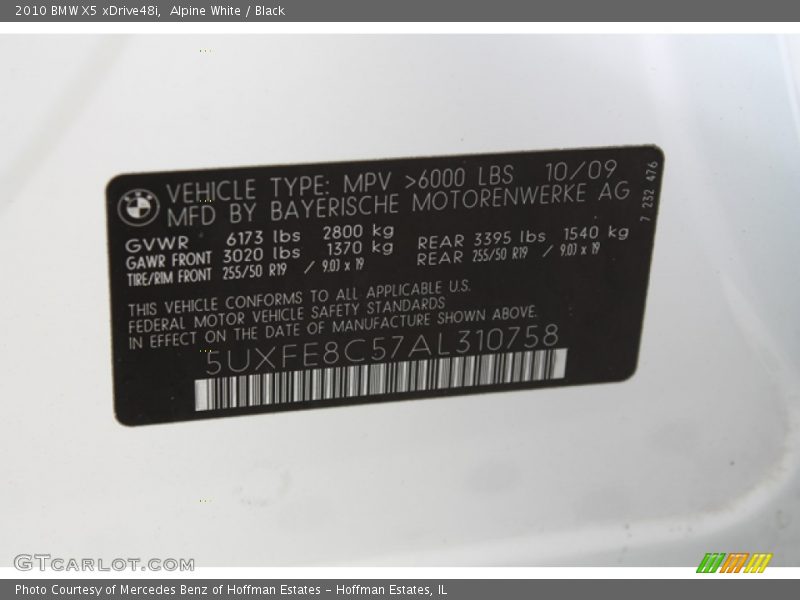 2010 BMW X5 xDrive48i, Alpine White / Black
VEHICLE TYPE: MPV >6000 LBS 10/09
MFD BY BAYERISCHE MOTORENWERKE AG
7 232 476
GVWR 6173 lbs 2800 kg
GAWR FRONT 3020 lbs 1370 kg REAR 3395 lbs 1540 kg
TIRE/RIM FRONT 255/50 R19 / 9.0J x 19 REAR 255/50 R19 / 9.0J x 19
THIS VEHICLE CONFORMS TO ALL APPLICABLE U.S.
FEDERAL MOTOR VEHICLE SAFETY STANDARDS
IN EFFECT ON THE DATE OF MANUFACTURE SHOWN ABOVE.
5UXFE8C57AL310758
GTCARLOT.COM
Photo Courtesy of Mercedes Benz of Hoffman Estates - Hoffman Estates, IL